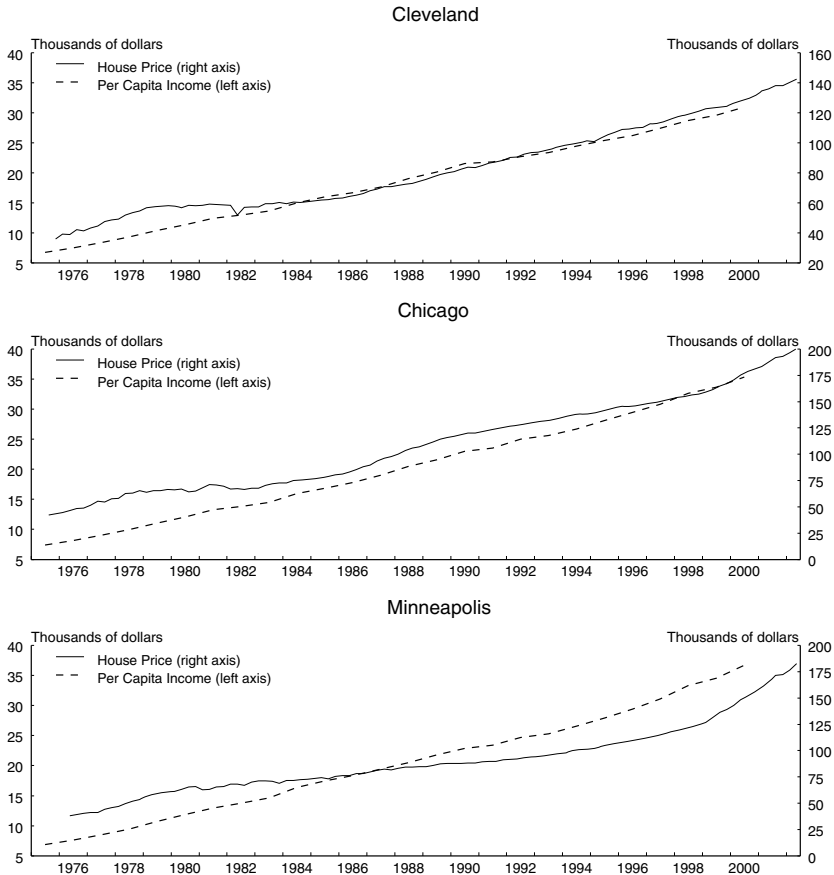 Cleveland
Thousands of dollars Thousands of dollars
House Price (right axis)
Per Capita Income (left axis)
40 160
35 140
30 120
25 100
20 80
15 60
10 40
5 20
1976 1978 1980 1982 1984 1986 1988 1990 1992 1994 1996 1998 2000
Chicago
Thousands of dollars Thousands of dollars
House Price (right axis)
Per Capita Income (left axis)
40 200
35 175
30 150
25 125
20 100
15 75
10 50
5 25
0
1976 1978 1980 1982 1984 1986 1988 1990 1992 1994 1996 1998 2000
Minneapolis
Thousands of dollars Thousands of dollars
House Price (right axis)
Per Capita Income (left axis)
40 200
35 175
30 150
25 125
20 100
15 75
10 50
5 25
0
1976 1978 1980 1982 1984 1986 1988 1990 1992 1994 1996 1998 2000